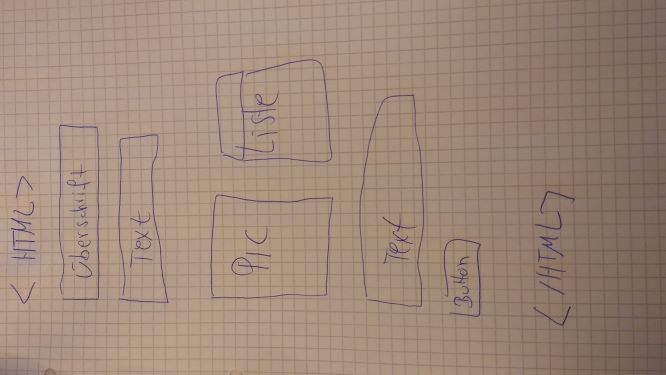 < HTML >
Überschrift
Text
PIC
Liste
Text
Button
< /HTML >